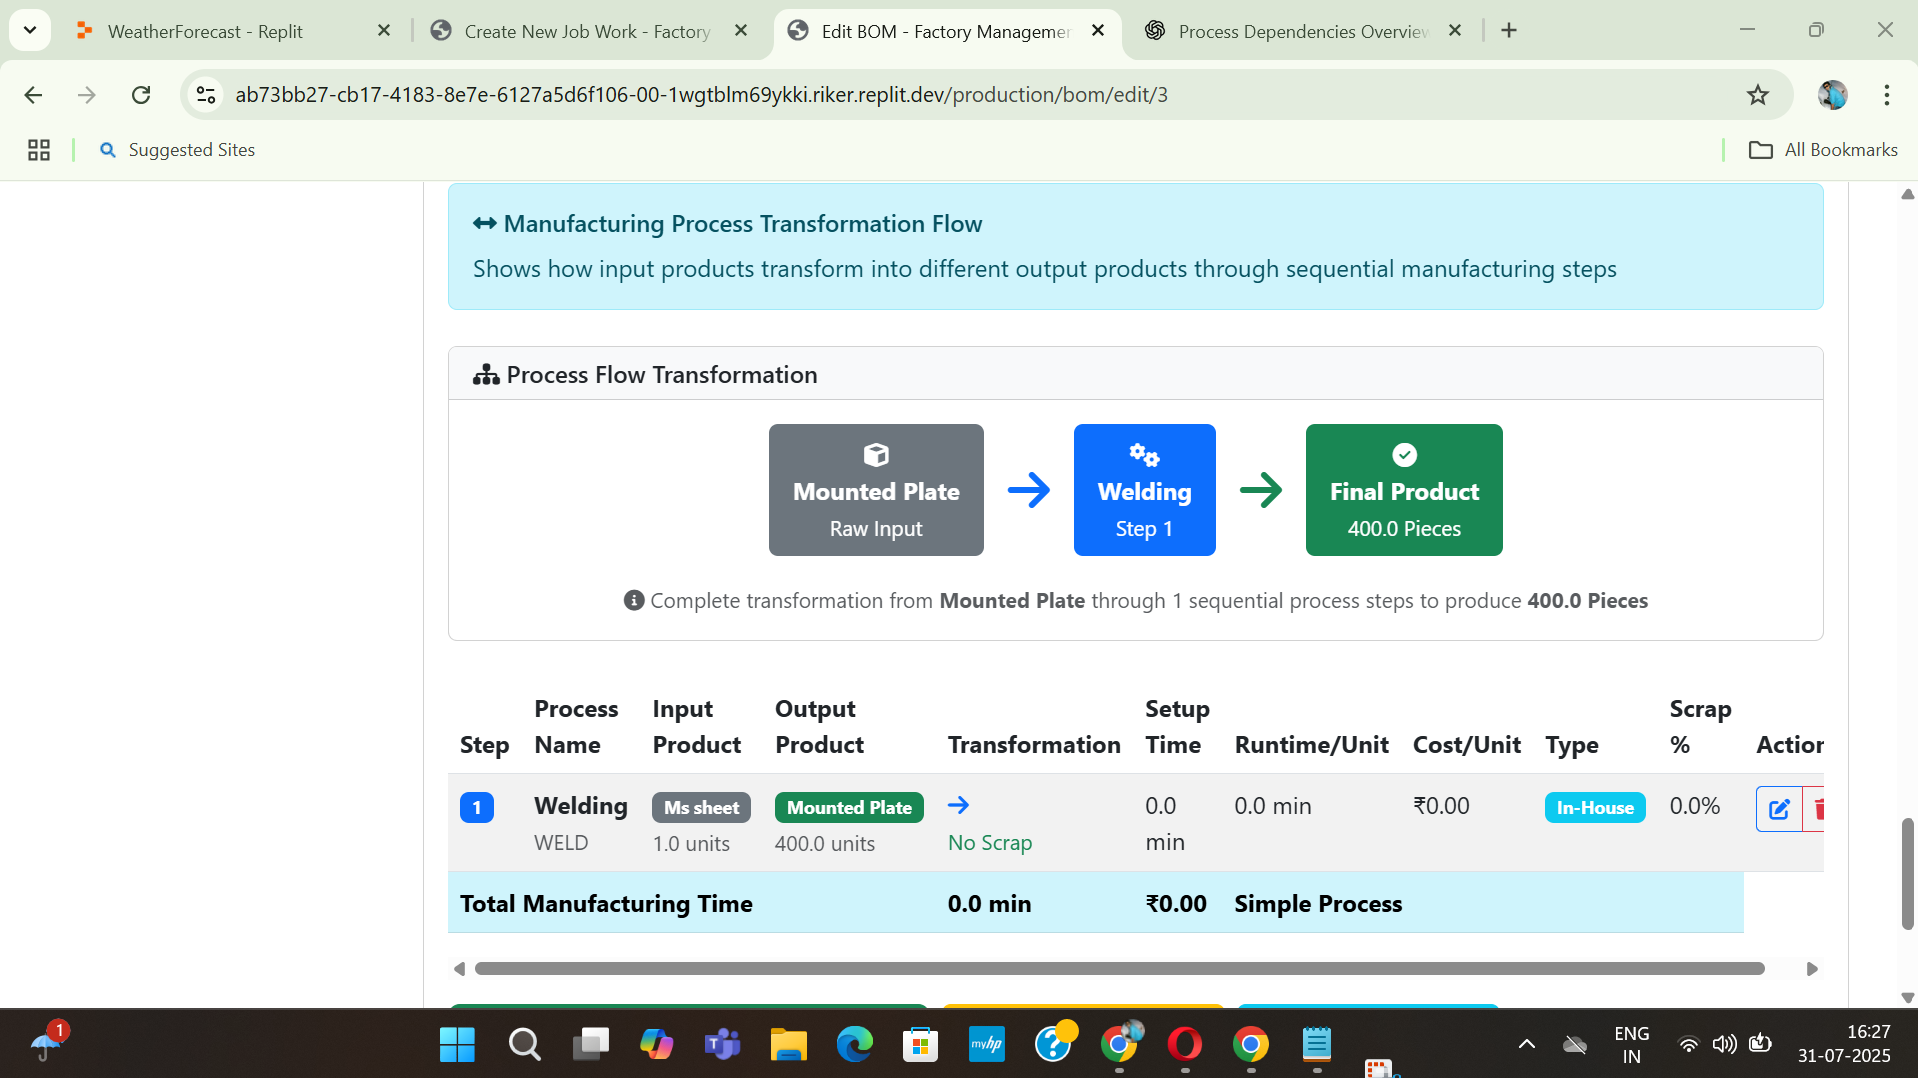 WeatherForecast - Replit
Create New Job Work - Factory
Edit BOM - Factory Managemer
Process Dependencies Overview
ab73bb27-cb17-4183-8e7e-6127a5d6f106-00-1wgtblm69ykki.riker.replit.dev/production/bom/edit/3
Suggested Sites
All Bookmarks
Manufacturing Process Transformation Flow
Shows how input products transform into different output products through sequential manufacturing steps
Process Flow Transformation
Mounted Plate
Raw Input
Welding
Step 1
Final Product
400.0 Pieces
Complete transformation from Mounted Plate through 1 sequential process steps to produce 400.0 Pieces
Step
Process Name
Input Product
Output Product
Transformation
Setup Time
Runtime/Unit
Cost/Unit
Type
Scrap %
Action
1
Welding
WELD
Ms sheet
1.0 units
Mounted Plate
400.0 units
No Scrap
0.0 min
0.0 min
₹0.00
In-House
0.0%
Total Manufacturing Time 0.0 min ₹0.00 Simple Process
1
T
myhp
?
ENG
IN
16:27
31-07-2025